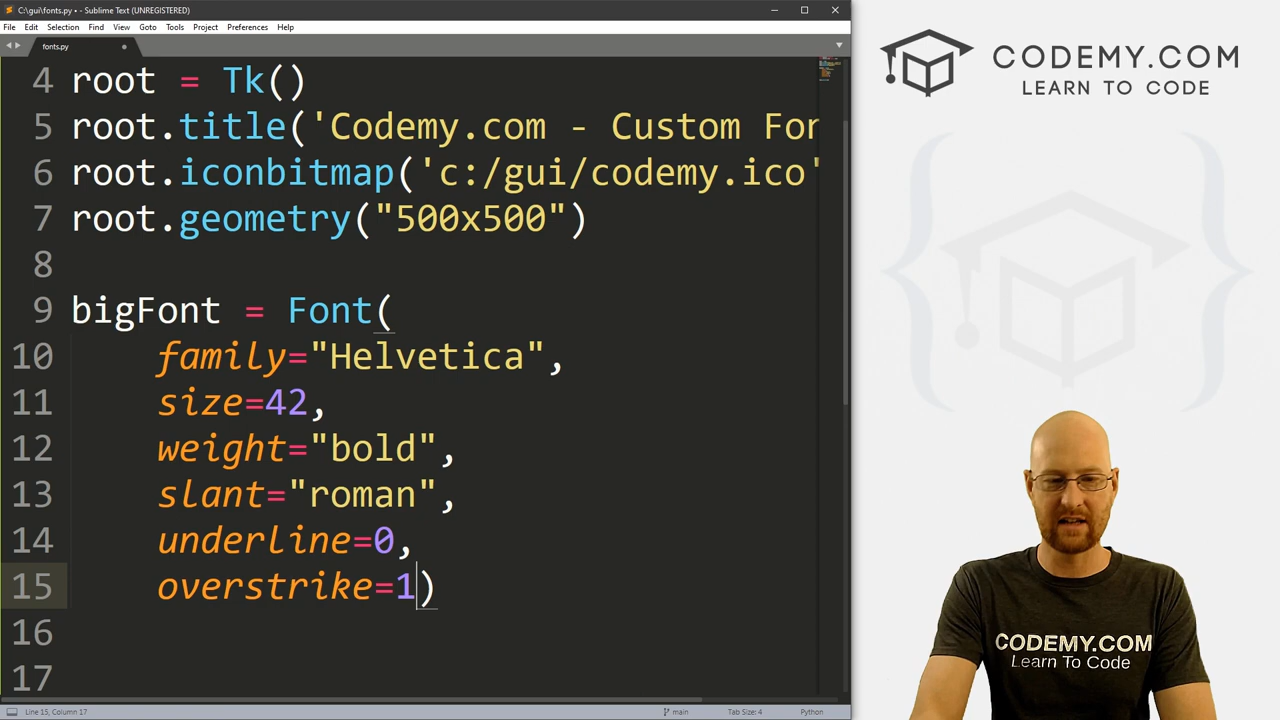 C:\gui\fonts.py • - Sublime Text (UNREGISTERED)
File Edit Selection Find View Goto Tools Project Preferences Help
fonts.py
4 root = Tk()
5 root.title('Codemy.com - Custom For
6 root.iconbitmap('c:/gui/codemy.ico'
7 root.geometry("500x500")
8
9 bigFont = Font(
10 family="Helvetica",
11 size=42,
12 weight="bold",
13 slant="roman",
14 underline=0,
15 overstrike=1)
16
17
Line 15, Column 17 main Tab Size: 4 Python
CODEMY.COM
LEARN TO CODE
CODEMY.COM
Learn To Code